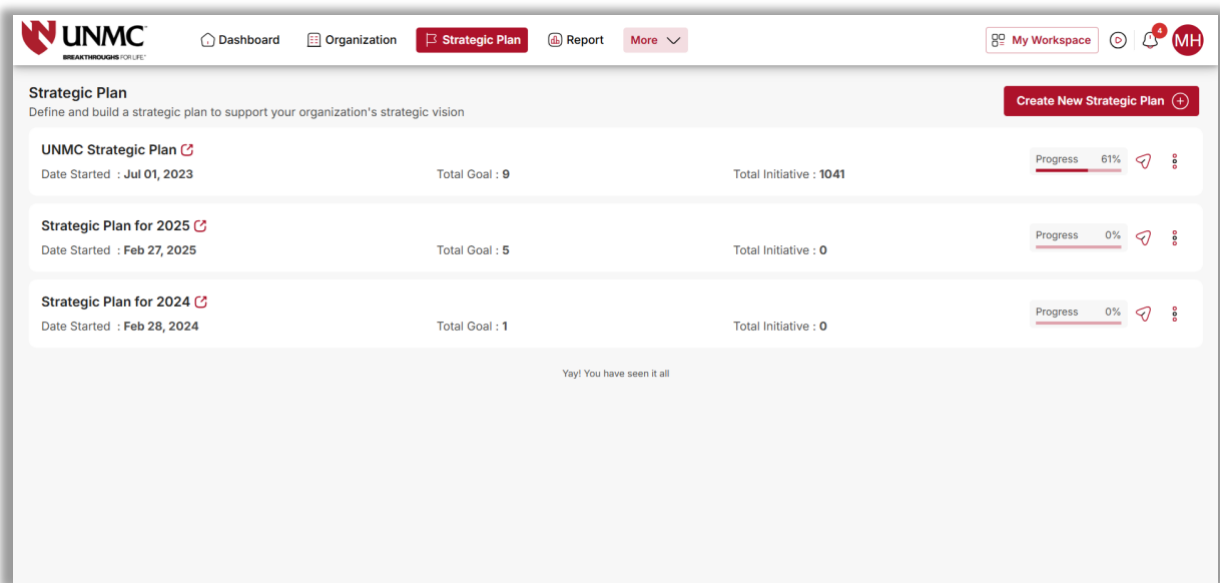 UNMC
BREAKTHROUGHS FOR LIFE.
Dashboard
Organization
Strategic Plan
Report
More
My Workspace
4
MH
Strategic Plan
Define and build a strategic plan to support your organization's strategic vision
Create New Strategic Plan
UNMC Strategic Plan
Date Started : Jul 01, 2023
Total Goal : 9
Total Initiative : 1041
Progress 61%
Strategic Plan for 2025
Date Started : Feb 27, 2025
Total Goal : 5
Total Initiative : 0
Progress 0%
Strategic Plan for 2024
Date Started : Feb 28, 2024
Total Goal : 1
Total Initiative : 0
Progress 0%
Yay! You have seen it all